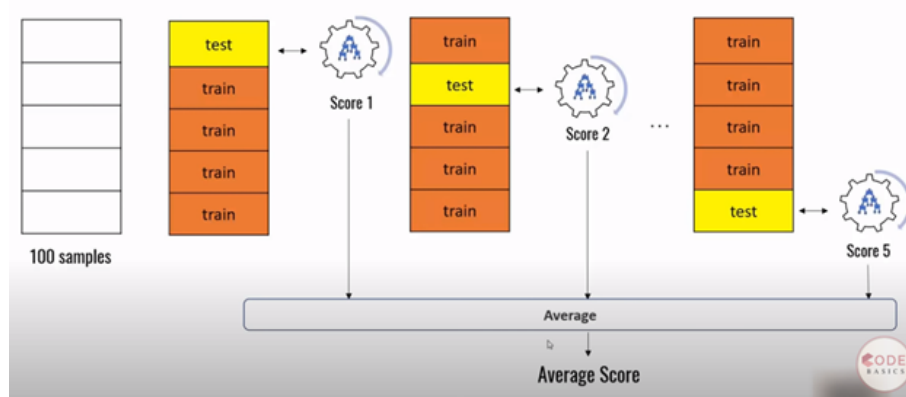 test
train
train
train
train
Score 1
train
test
train
train
train
Score 2
...
train
train
train
train
test
Score 5
100 samples
Average
Average Score
CODE
BASICS